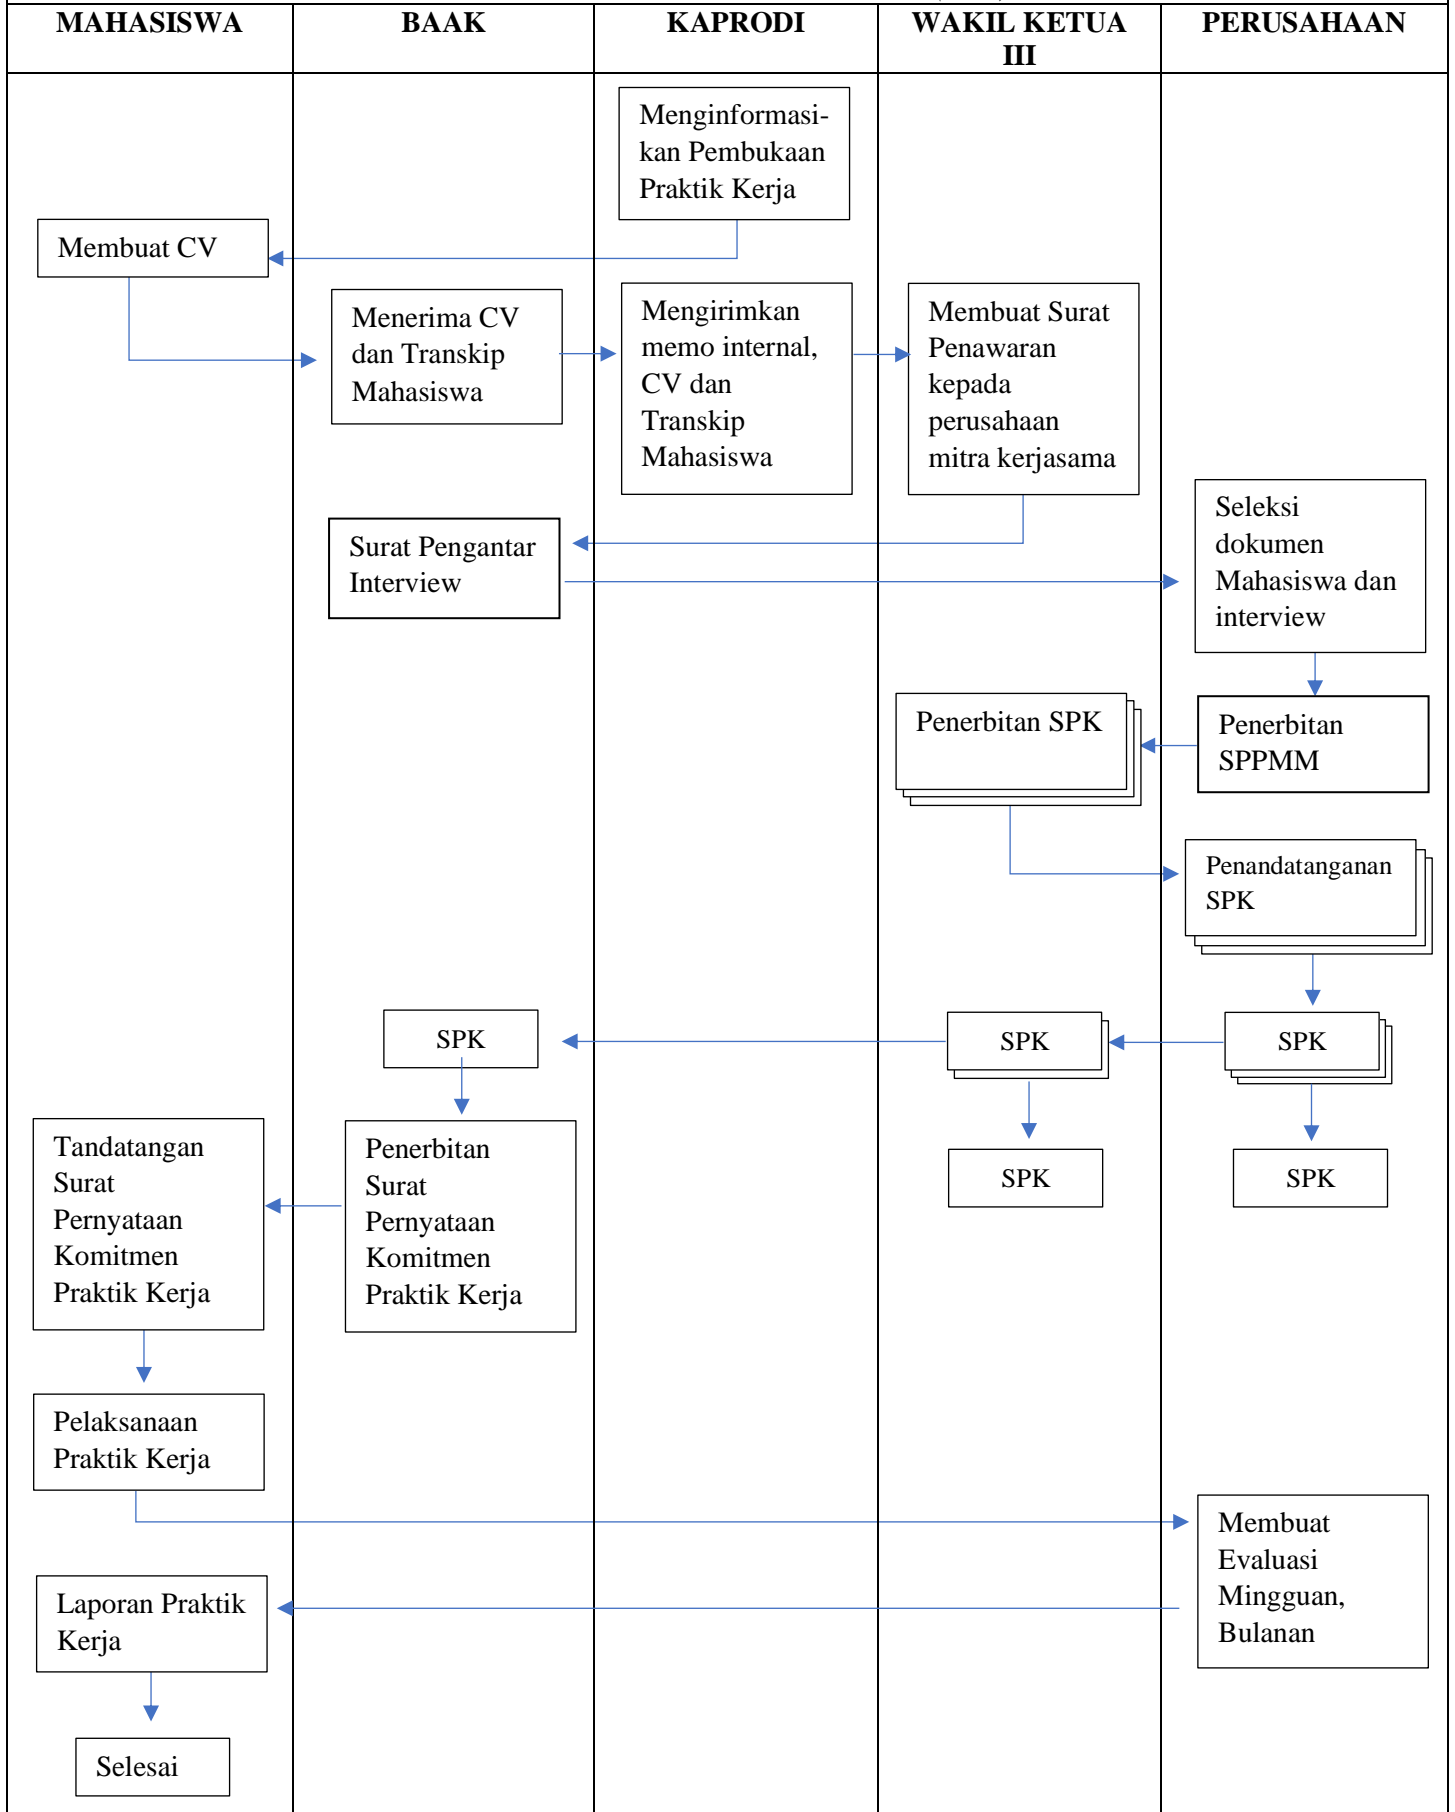 MAHASISWA
BAAK
KAPRODI
WAKIL KETUA
III
PERUSAHAAN
Menginformasi-
kan Pembukaan
Praktik Kerja
Membuat CV
Menerima CV
dan Transkip
Mahasiswa
Mengirimkan
memo internal,
CV dan
Transkip
Mahasiswa
Membuat Surat
Penawaran
kepada
perusahaan
mitra kerjasama
Surat Pengantar
Interview
Seleksi
dokumen
Mahasiswa dan
interview
Penerbitan SPK
Penerbitan
SPPMM
Penandatanganan
SPK
SPK
SPK
SPK
Tandatangan
Surat
Pernyataan
Komitmen
Praktik Kerja
Penerbitan
Surat
Pernyataan
Komitmen
Praktik Kerja
SPK
SPK
Pelaksanaan
Praktik Kerja
Membuat
Evaluasi
Mingguan,
Bulanan
Laporan Praktik
Kerja
Selesai